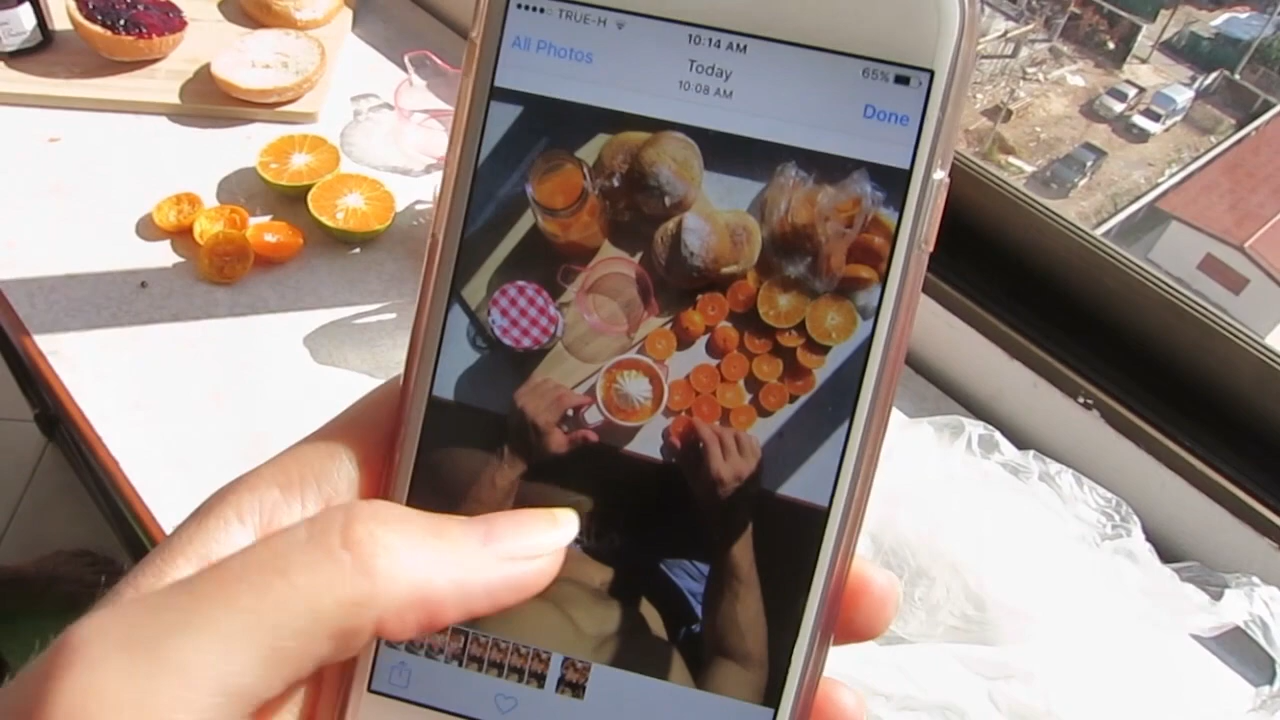 TRUE-H
10:14 AM
65%
All Photos
Today
10:08 AM
Done